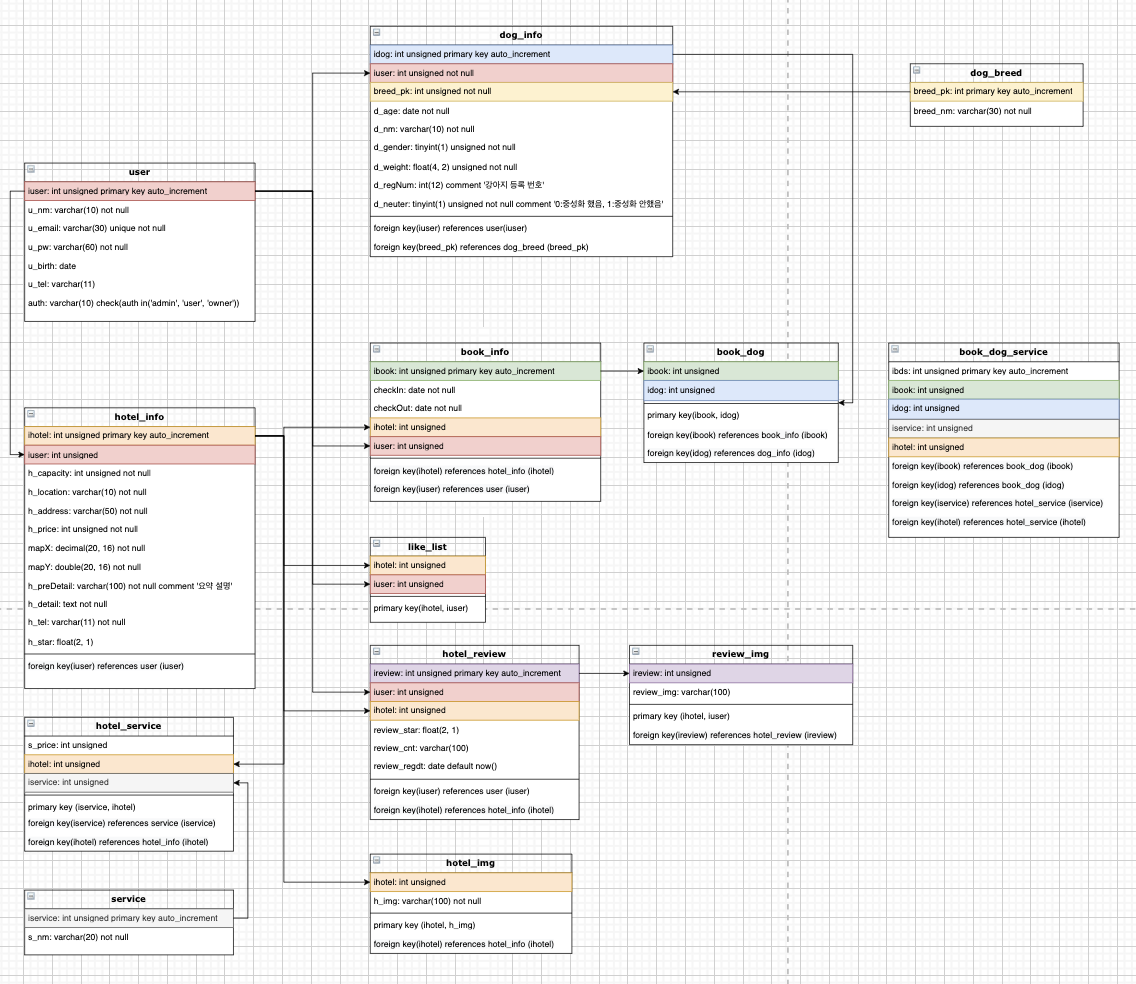 dog_info
idog: int unsigned primary key auto_increment
iuser: int unsigned not null
breed_pk: int unsigned not null
d_age: date not null
d_nm: varchar(10) not null
d_gender: tinyint(1) unsigned not null
d_weight: float(4, 2) unsigned not null
d_regNum: int(12) comment '강아지 등록 번호'
d_neuter: tinyint(1) unsigned not null comment '0:중성화 했음, 1:중성화 안했음'
foreign key(iuser) references user(iuser)
foreign key(breed_pk) references dog_breed (breed_pk)
dog_breed
breed_pk: int primary key auto_increment
breed_nm: varchar(30) not null
user
iuser: int unsigned primary key auto_increment
u_nm: varchar(10) not null
u_email: varchar(30) unique not null
u_pw: varchar(60) not null
u_birth: date
u_tel: varchar(11)
auth: varchar(10) check(auth in('admin', 'user', 'owner'))
book_info
ibook: int unsigned primary key auto_increment
checkIn: date not null
checkOut: date not null
ihotel: int unsigned
iuser: int unsigned
foreign key(ihotel) references hotel_info (ihotel)
foreign key(iuser) references user (iuser)
book_dog
ibook: int unsigned
idog: int unsigned
primary key(ibook, idog)
foreign key(ibook) references book_info (ibook)
foreign key(idog) references dog_info (idog)
book_dog_service
ibds: int unsigned primary key auto_increment
ibook: int unsigned
idog: int unsigned
iservice: int unsigned
ihotel: int unsigned
foreign key(ibook) references book_dog (ibook)
foreign key(idog) references book_dog (idog)
foreign key(iservice) references hotel_service (iservice)
foreign key(ihotel) references hotel_service (ihotel)
hotel_info
ihotel: int unsigned primary key auto_increment
iuser: int unsigned
h_capacity: int unsigned not null
h_location: varchar(10) not null
h_address: varchar(50) not null
h_price: int unsigned not null
mapX: decimal(20, 16) not null
mapY: double(20, 16) not null
h_preDetail: varchar(100) not null comment '요약 설명'
h_detail: text not null
h_tel: varchar(11) not null
h_star: float(2, 1)
foreign key(iuser) references user (iuser)
like_list
ihotel: int unsigned
iuser: int unsigned
primary key(ihotel, iuser)
hotel_review
ireview: int unsigned primary key auto_increment
iuser: int unsigned
ihotel: int unsigned
review_star: float(2, 1)
review_cnt: varchar(100)
review_regdt: date default now()
foreign key(iuser) references user (iuser)
foreign key(ihotel) references hotel_info (ihotel)
review_img
ireview: int unsigned
review_img: varchar(100)
primary key (ihotel, iuser)
foreign key(ireview) references hotel_review (ireview)
hotel_service
s_price: int unsigned
ihotel: int unsigned
iservice: int unsigned
primary key (iservice, ihotel)
foreign key(iservice) references service (iservice)
foreign key(ihotel) references hotel_info (ihotel)
hotel_img
ihotel: int unsigned
h_img: varchar(100) not null
primary key (ihotel, h_img)
foreign key(ihotel) references hotel_info (ihotel)
service
iservice: int unsigned primary key auto_increment
s_nm: varchar(20) not null